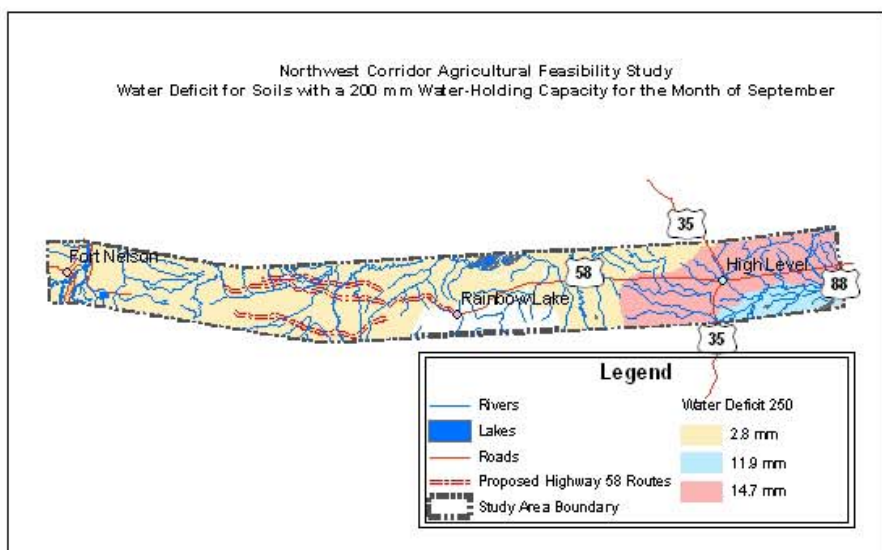 Northwest Corridor Agricultural Feasibility Study
Water Deficit for Soils with a 200 mm Water-Holding Capacity for the Month of September
35
Fort Nelson
58
High Level
88
Rainbow Lake
35
Legend
Rivers
Lakes
Roads
Proposed Highway 58 Routes
Study Area Boundary
Water Deficit 250
2.8 mm
11.9 mm
14.7 mm